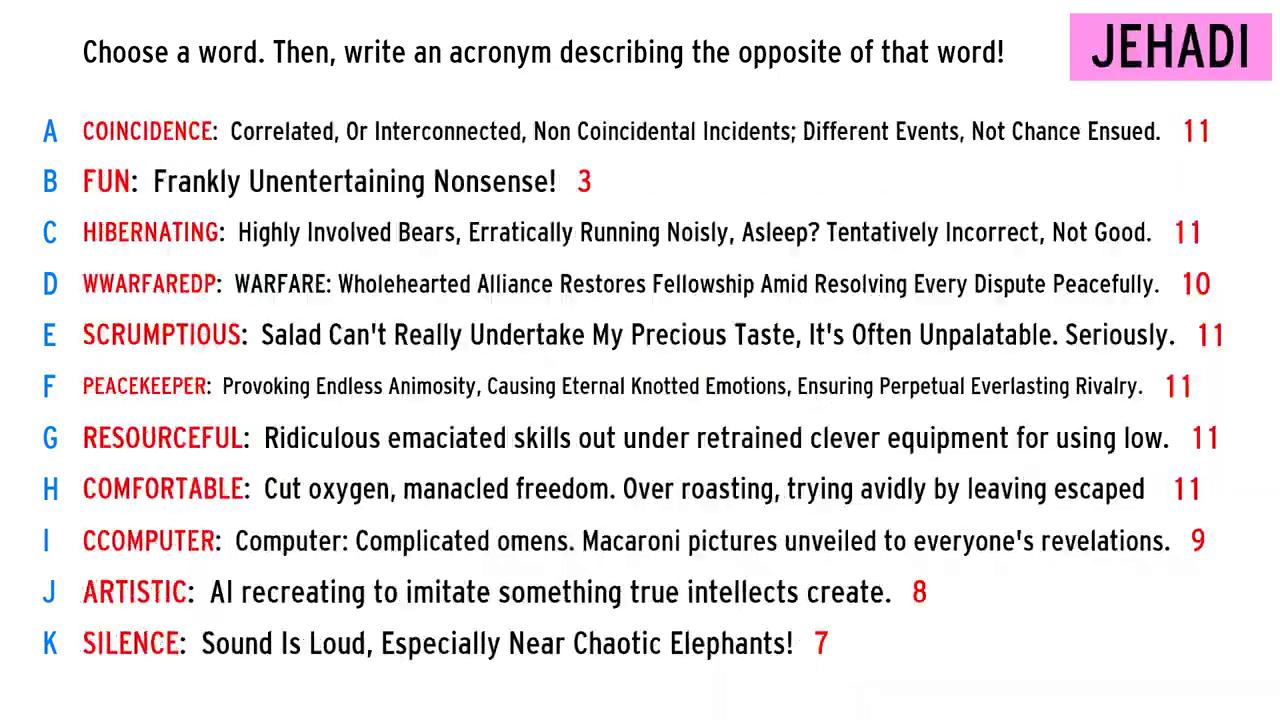 Choose a word. Then, write an acronym describing the opposite of that word!
JEHADI
A COINCIDENCE: Correlated, Or Interconnected, Non Coincidental Incidents; Different Events, Not Chance Ensued. 11
B FUN: Frankly Unentertaining Nonsense! 3
C HIBERNATING: Highly Involved Bears, Erratically Running Noisly, Asleep? Tentatively Incorrect, Not Good. 11
D WWARFAREDP: WARFARE: Wholehearted Alliance Restores Fellowship Amid Resolving Every Dispute Peacefully. 10
E SCRUMPTIOUS: Salad Can't Really Undertake My Precious Taste, It's Often Unpalatable. Seriously. 11
F PEACEKEEPER: Provoking Endless Animosity, Causing Eternal Knotted Emotions, Ensuring Perpetual Everlasting Rivalry. 11
G RESOURCEFUL: Ridiculous emaciated skills out under retrained clever equipment for using low. 11
H COMFORTABLE: Cut oxygen, manacled freedom. Over roasting, trying avidly by leaving escaped 11
I CCOMPUTER: Computer: Complicated omens. Macaroni pictures unveiled to everyone's revelations. 9
J ARTISTIC: AI recreating to imitate something true intellects create. 8
K SILENCE: Sound Is Loud, Especially Near Chaotic Elephants! 7